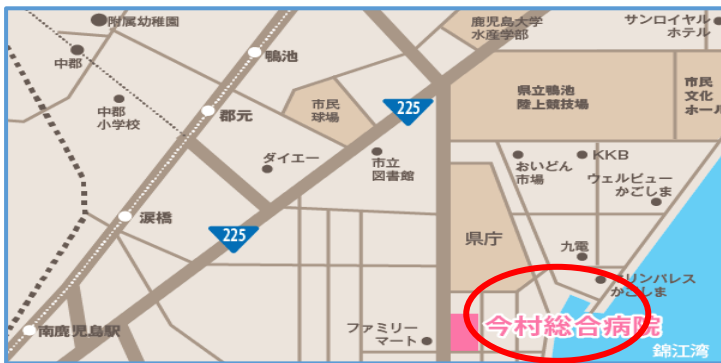 附属幼稚園
鹿児島大学
水産学部
サンロイヤル
ホテル
中郡
鴨池
県立鴨池
陸上競技場
市民
文化
ホール
中郡
小学校
郡元
市民
球場
225
ダイエー
市立
図書館
おいどん
市場
KKB
ウェルビュー
かごしま
涙橋
225
県庁
九電
マリンパレス
かごしま
南鹿児島駅
ファミリー
マート
今村総合病院
錦江湾